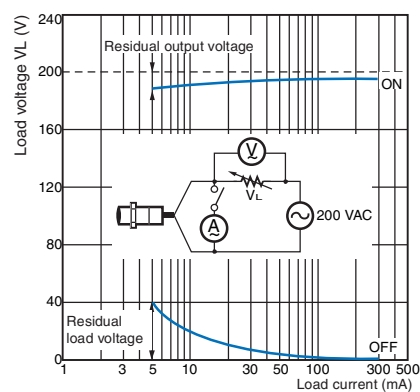 Load voltage VL (V)
240
200
160
120
80
40
0
Residual output voltage
ON
V
VL
A
200 VAC
Residual
load voltage
OFF
1 3 5 10 30 50 100 300 500
Load current (mA)